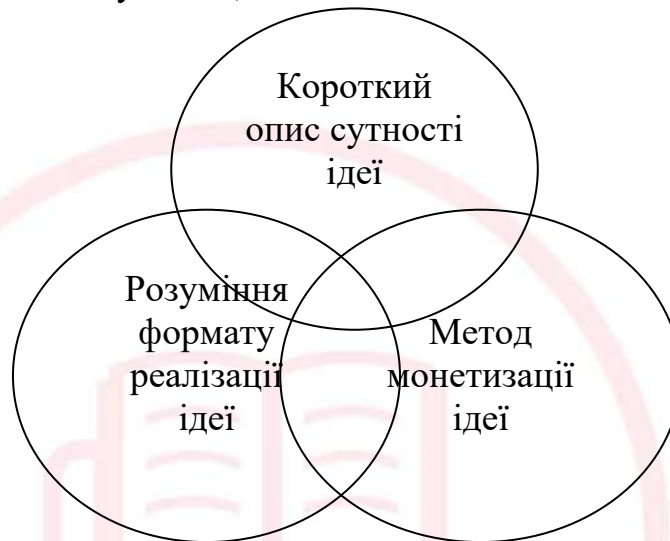 Короткий
опис сутності
ідеї
Розуміння
формату
реалізації
ідеї
Метод
монетизації
ідеї